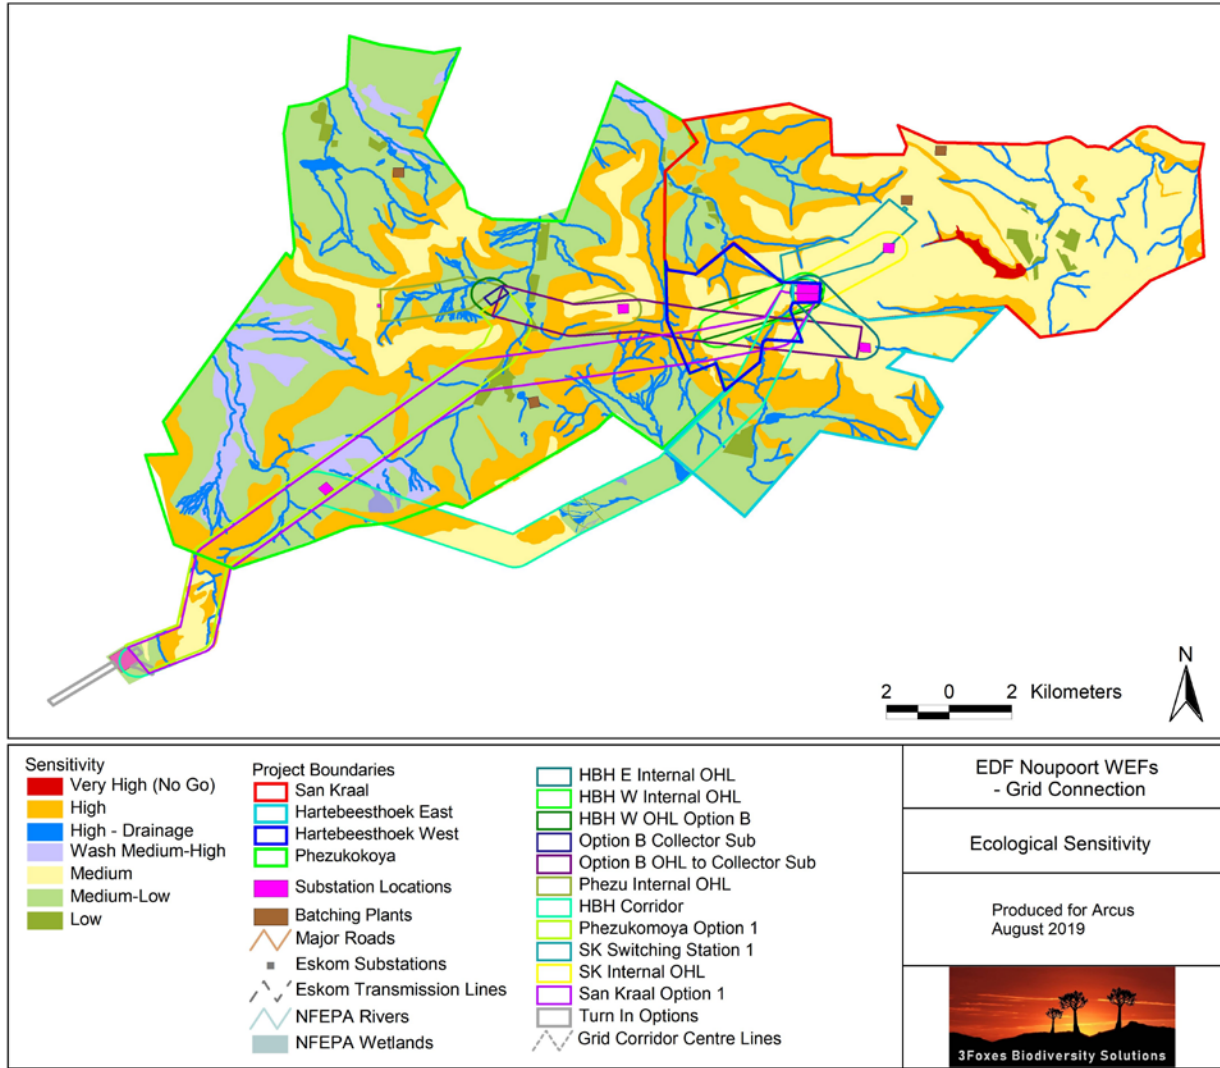 N
2 0 2 Kilometers
Sensitivity
Very High (No Go)
High
High - Drainage
Wash Medium-High
Medium
Medium-Low
Low
Project Boundaries
San Kraal
Hartebeesthoek East
Hartebeesthoek West
Phezukokoya
Substation Locations
Batching Plants
Major Roads
Eskom Substations
Eskom Transmission Lines
NFEPA Rivers
NFEPA Wetlands
HBH E Internal OHL
HBH W Internal OHL
HBH W OHL Option B
Option B Collector Sub
Option B OHL to Collector Sub
Phezu Internal OHL
HBH Corridor
Phezukomoya Option 1
SK Switching Station 1
SK Internal OHL
San Kraal Option 1
Turn In Options
Grid Corridor Centre Lines
EDF Noupoort WEFs
- Grid Connection
Ecological Sensitivity
Produced for Arcus
August 2019
3Foxes Biodiversity Solutions